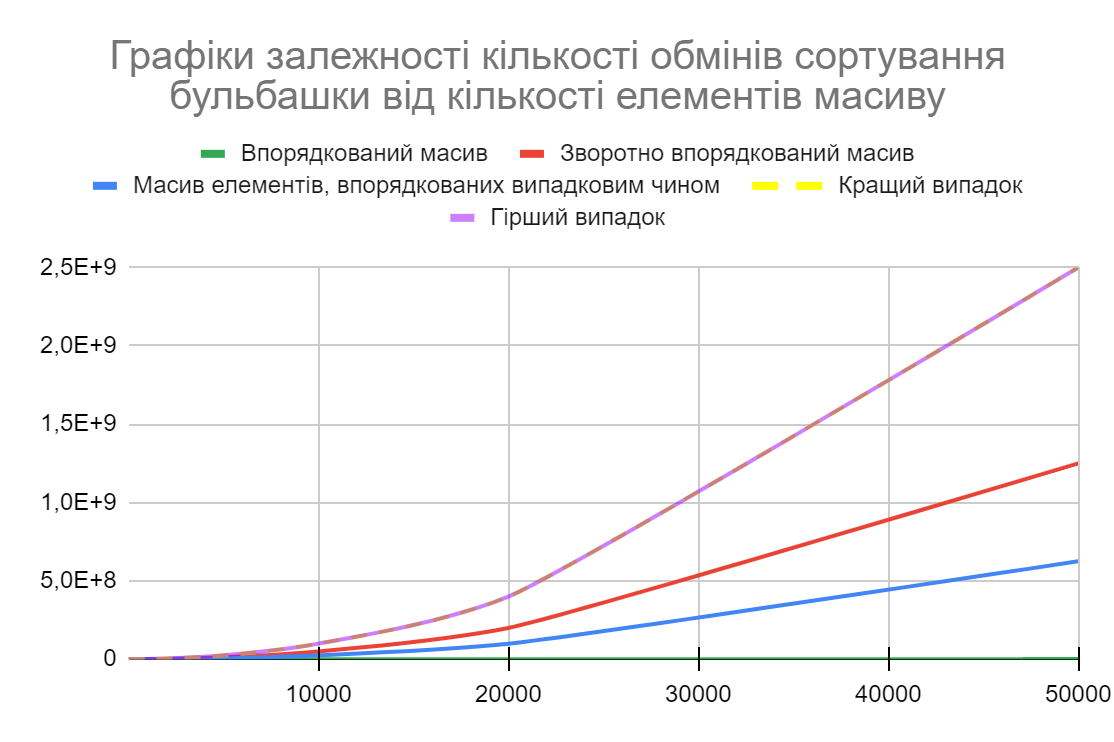 Графіки залежності кількості обмінів сортування
бульбашки від кількості елементів масиву
Впорядкований масив Зворотно впорядкований масив
Масив елементів, впорядкованих випадковим чином Кращий випадок
Гірший випадок
2,5E+9
2,0E+9
1,5E+9
1,0E+9
5,0E+8
0
10000 20000 30000 40000 50000